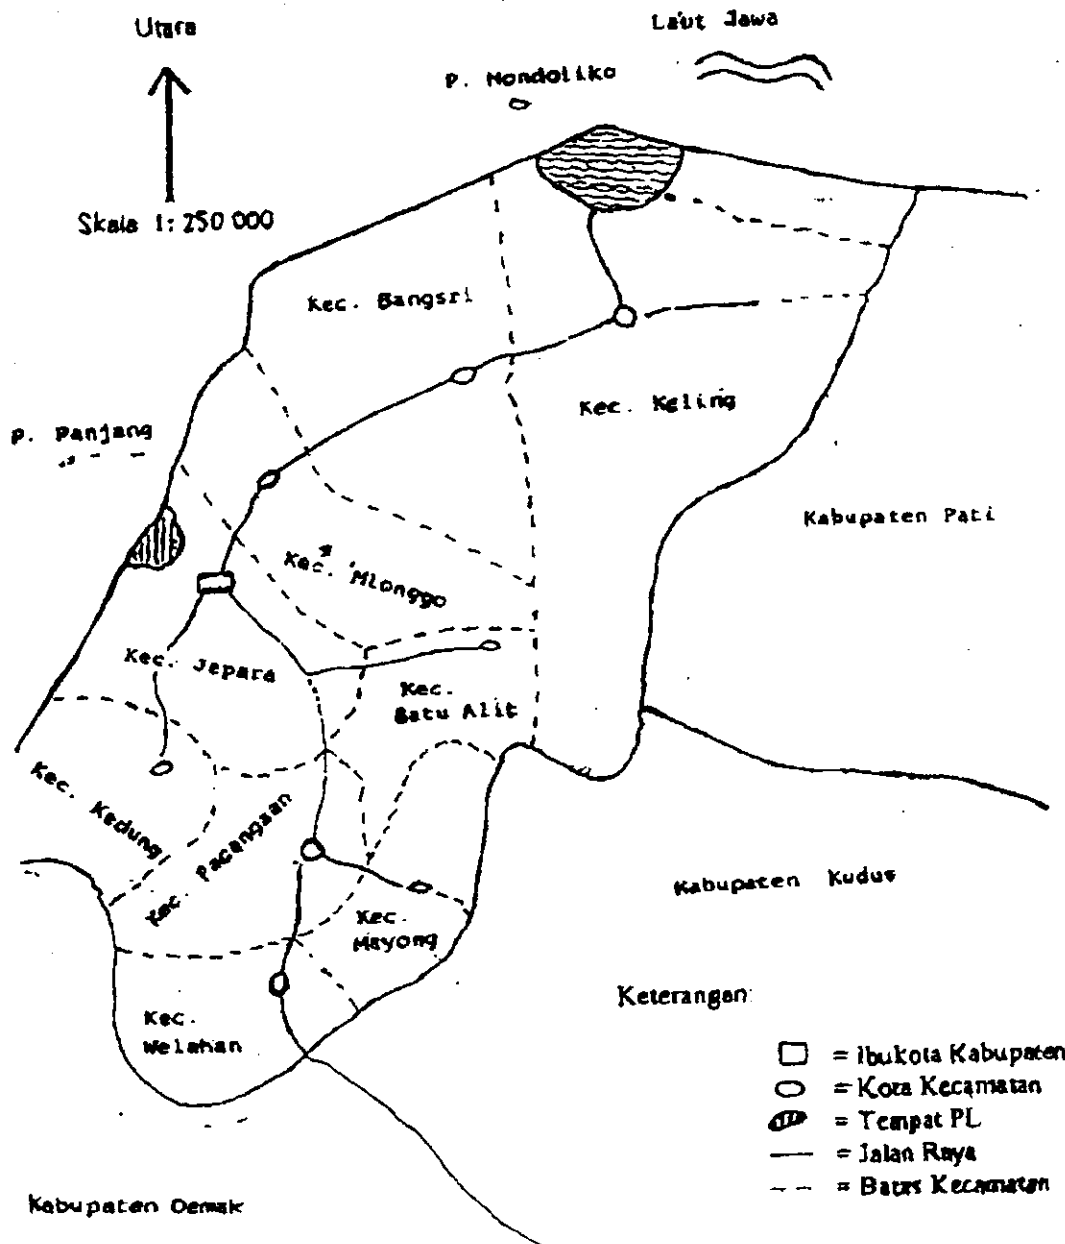 Utara
Laut Jawa
P. Mondoliko
Skala 1: 250 000
Kec. Bangsri
Kec. Keling
P. Panjang
Kabupaten Pati
Kec. Mlonggo
Kec. Jepara
Kec.
Batu Alit
Kec. Kedung
Kec. Pacangaan
Kabupaten Kudus
Kec.
Mayong
Keterangan:
Kec.
Welahan
= Ibukota Kabupaten
= Kota Kecamatan
= Tempat PL
= Jalan Raya
= Batas Kecamatan
Kabupaten Demak